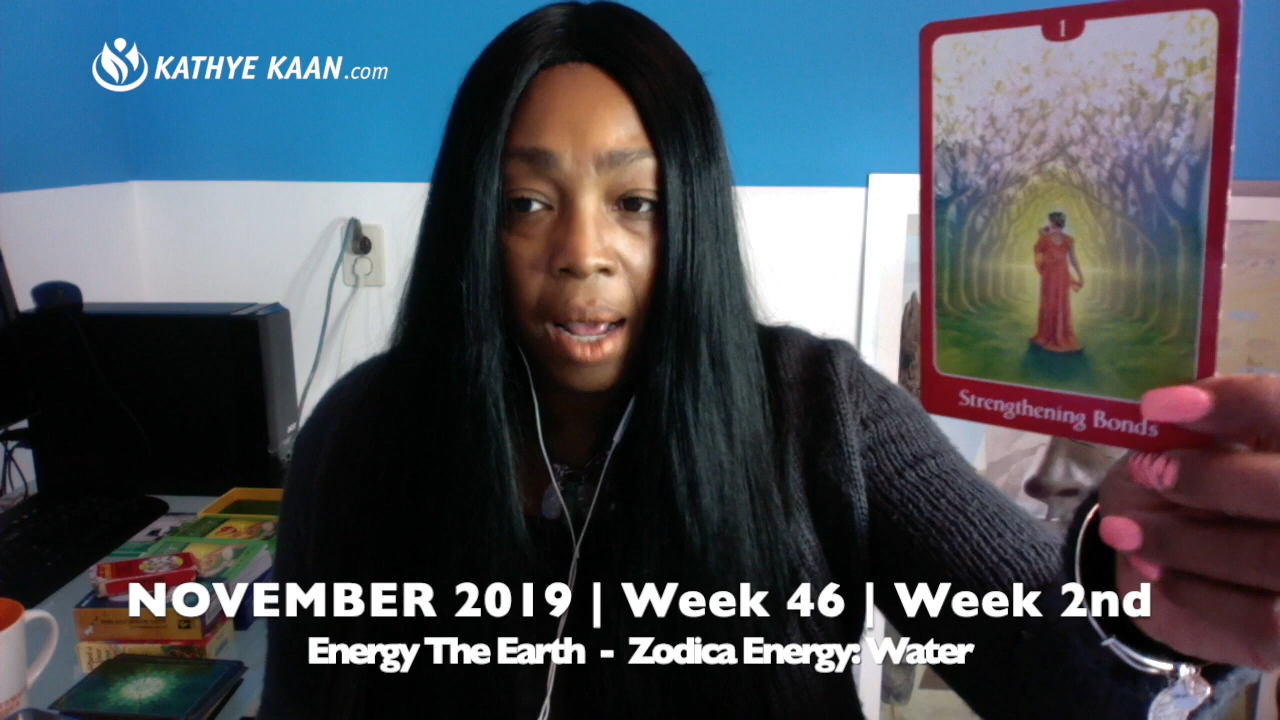 KATHYE KAAN.com
1
Strengthening Bonds
NOVEMBER 2019 | Week 46 | Week 2nd
Energy The Earth - Zodica Energy: Water